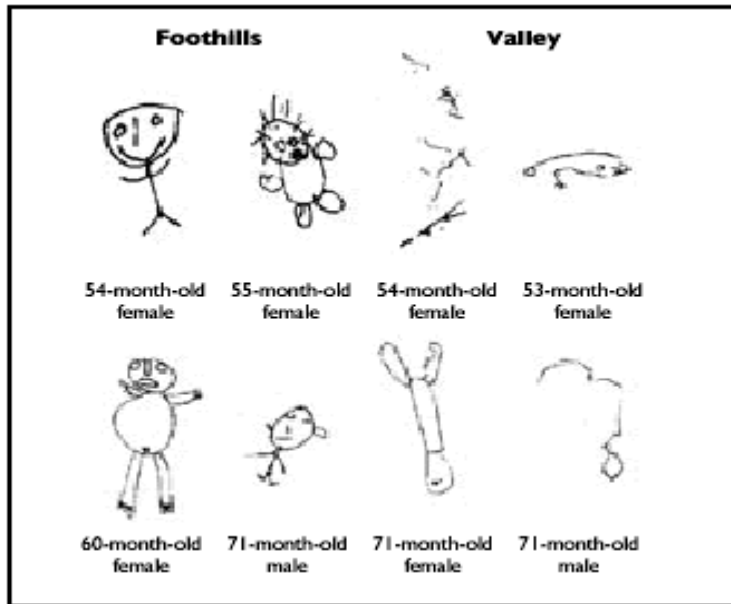 Foothills Valley
54-month-old 55-month-old 54-month-old 53-month-old
female female female female
60-month-old 71-month-old 71-month-old 71-month-old
female male female male